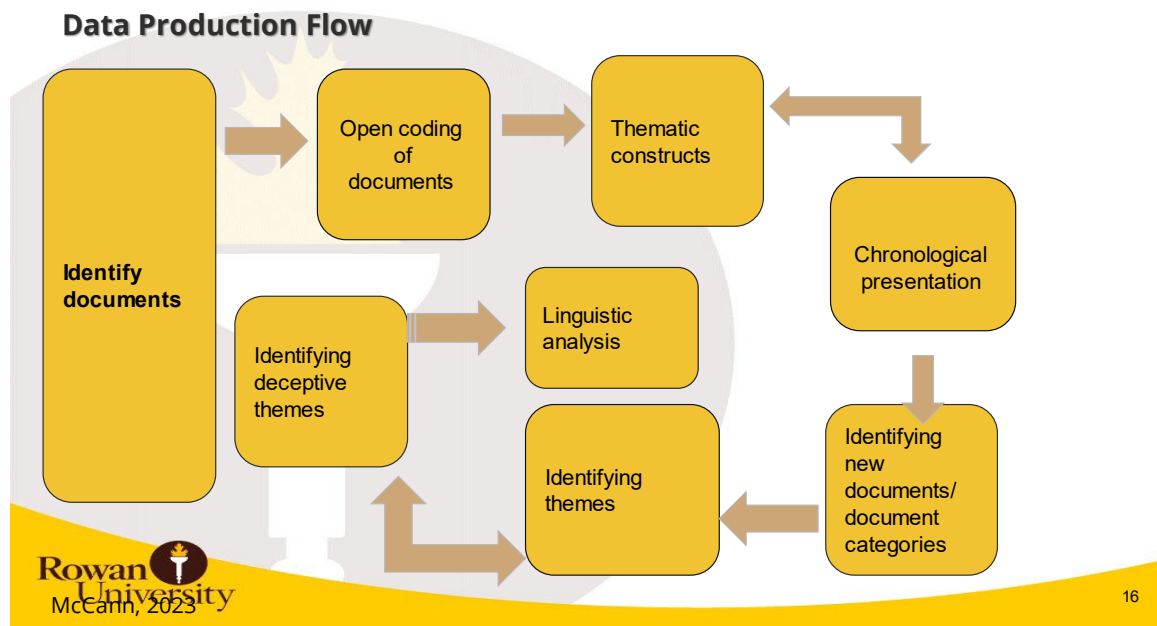 Data Production Flow
Identify
documents
Open coding
of
documents
Thematic
constructs
Chronological
presentation
Identifying
deceptive
themes
Linguistic
analysis
Identifying
themes
Identifying
new
documents/
document
categories
Rowan
University
McCann, 2023
16